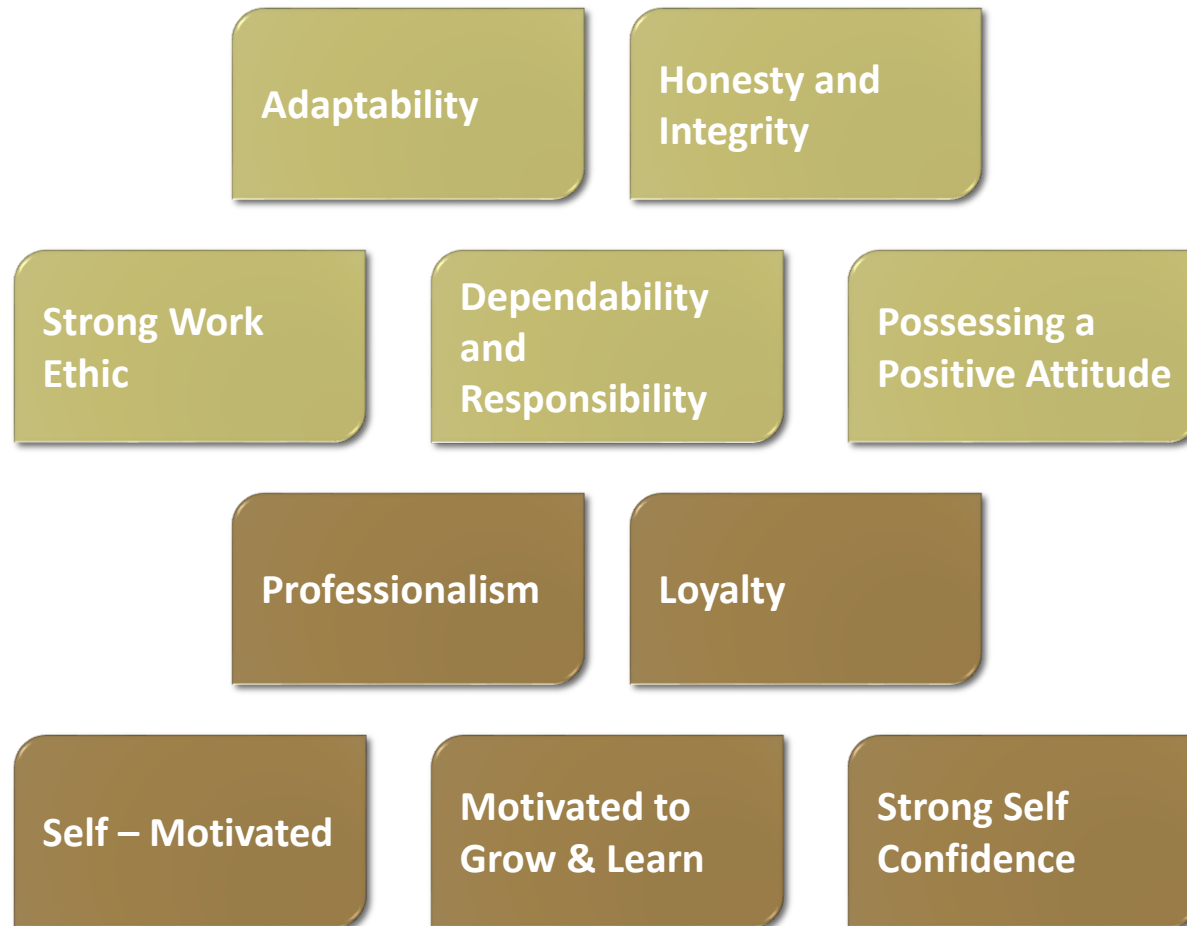 Adaptability
Honesty and
Integrity
Strong Work
Ethic
Dependability
and
Responsibility
Possessing a
Positive Attitude
Professionalism
Loyalty
Self – Motivated
Motivated to
Grow & Learn
Strong Self
Confidence